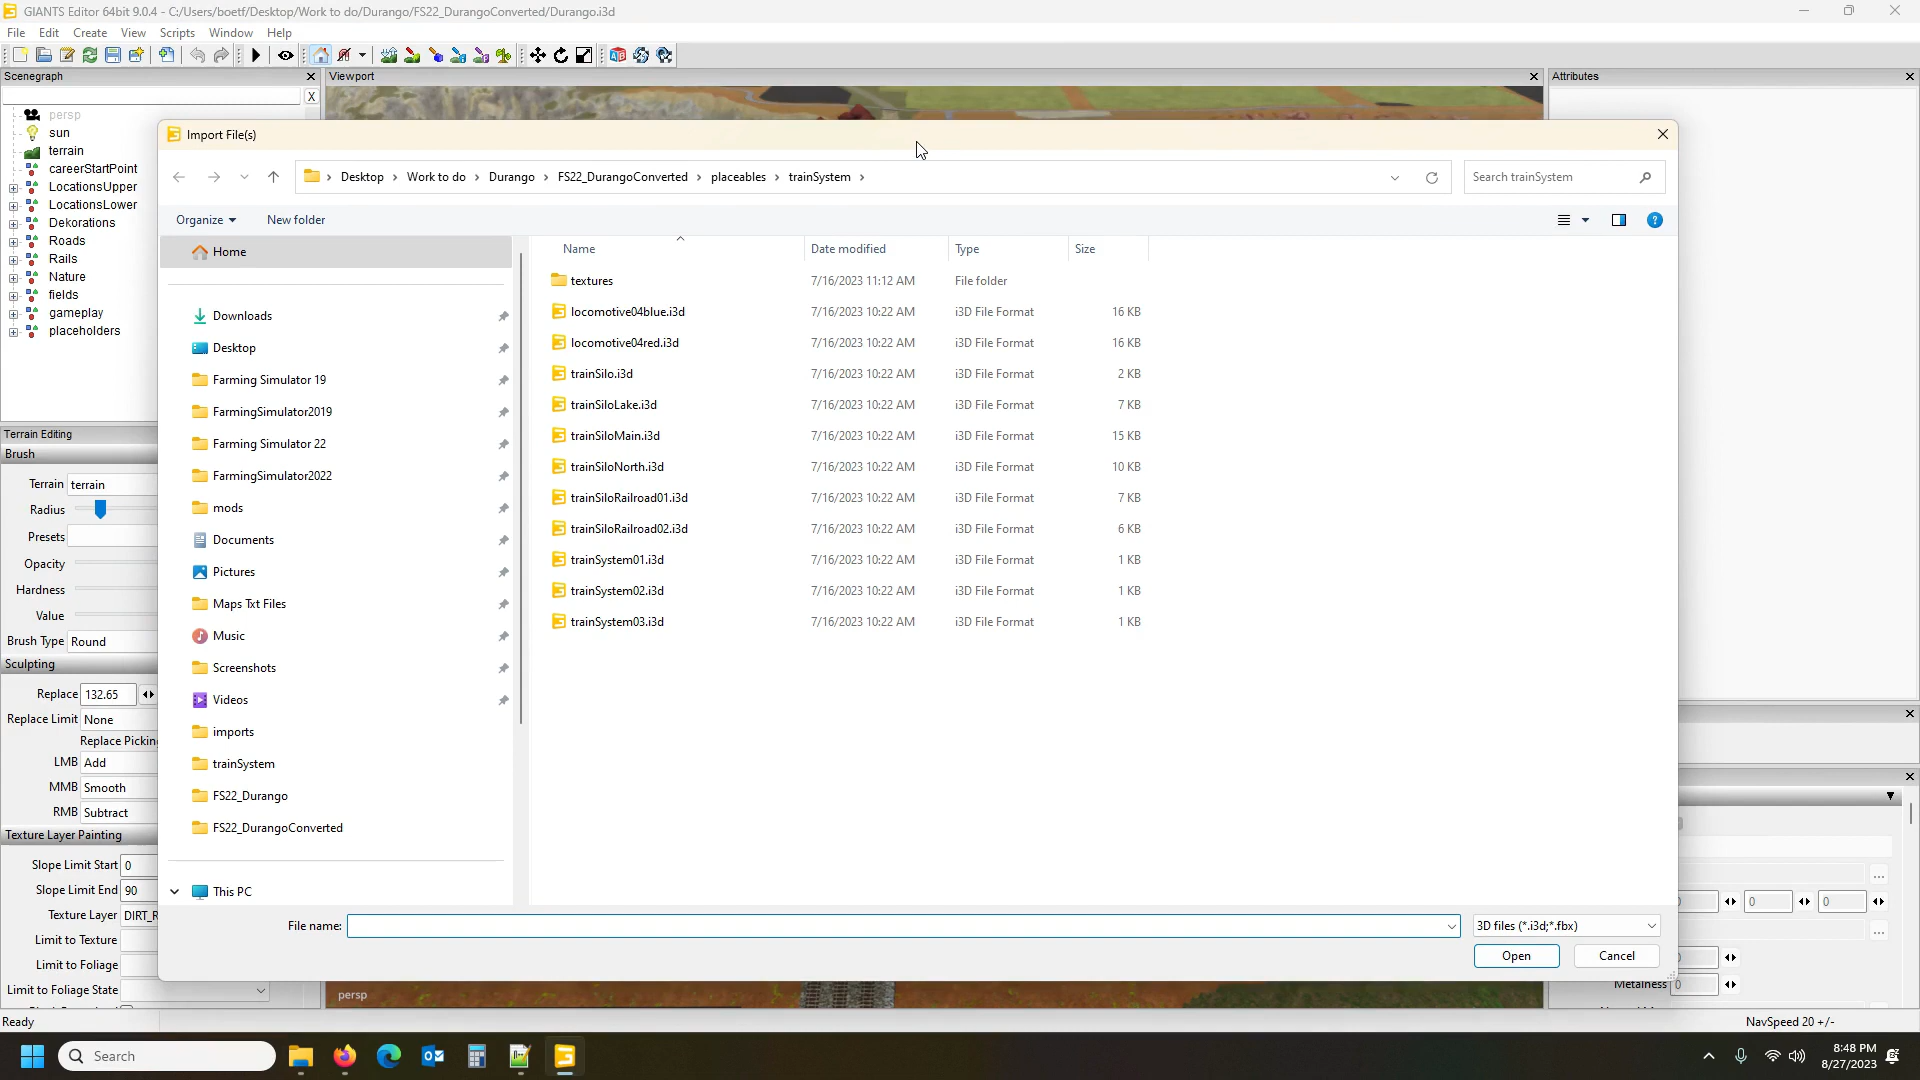 GIANTS Editor 64bit 9.0.4 - C:/Users/boetf/Desktop/Work to do/Durango/FS22_DurangoConverted/Durango.i3d
File Edit Create View Scripts Window Help
Scenegraph
Viewport
Attributes
X
persp
sun
terrain
careerStartPoint
LocationsUpper
LocationsLower
Dekorations
Roads
Rails
Nature
fields
gameplay
placeholders
Terrain Editing
Brush
Terrain terrain
Radius
Presets
Opacity
Hardness
Value
Brush Type Round
Sculpting
Replace 132.65
Replace Limit None
Replace Picking
LMB Add
MMB Smooth
RMB Subtract
Texture Layer Painting
Slope Limit Start 0
Slope Limit End 90
Texture Layer DIRT_R
Limit to Texture
Limit to Foliage
Limit to Foliage State
Import File(s)
Desktop > Work to do > Durango > FS22_DurangoConverted > placeables > trainSystem >
Search trainSystem
Organize New folder
Home
Downloads
Desktop
Farming Simulator 19
FarmingSimulator2019
Farming Simulator 22
FarmingSimulator2022
mods
Documents
Pictures
Maps Txt Files
Music
Screenshots
Videos
imports
trainSystem
FS22_Durango
FS22_DurangoConverted
This PC
Name Date modified Type Size
textures 7/16/2023 11:12 AM File folder
locomotive04blue.i3d 7/16/2023 10:22 AM i3D File Format 16 KB
locomotive04red.i3d 7/16/2023 10:22 AM i3D File Format 16 KB
trainSilo.i3d 7/16/2023 10:22 AM i3D File Format 2 KB
trainSiloLake.i3d 7/16/2023 10:22 AM i3D File Format 7 KB
trainSiloMain.i3d 7/16/2023 10:22 AM i3D File Format 15 KB
trainSiloNorth.i3d 7/16/2023 10:22 AM i3D File Format 10 KB
trainSiloRailroad01.i3d 7/16/2023 10:22 AM i3D File Format 7 KB
trainSiloRailroad02.i3d 7/16/2023 10:22 AM i3D File Format 6 KB
trainSystem01.i3d 7/16/2023 10:22 AM i3D File Format 1 KB
trainSystem02.i3d 7/16/2023 10:22 AM i3D File Format 1 KB
trainSystem03.i3d 7/16/2023 10:22 AM i3D File Format 1 KB
File name:
3D files (*.i3d;*.fbx)
Open Cancel
0 0
Metalness 0
persp
Ready
NavSpeed 20 +/-
Search
8:48 PM
8/27/2023